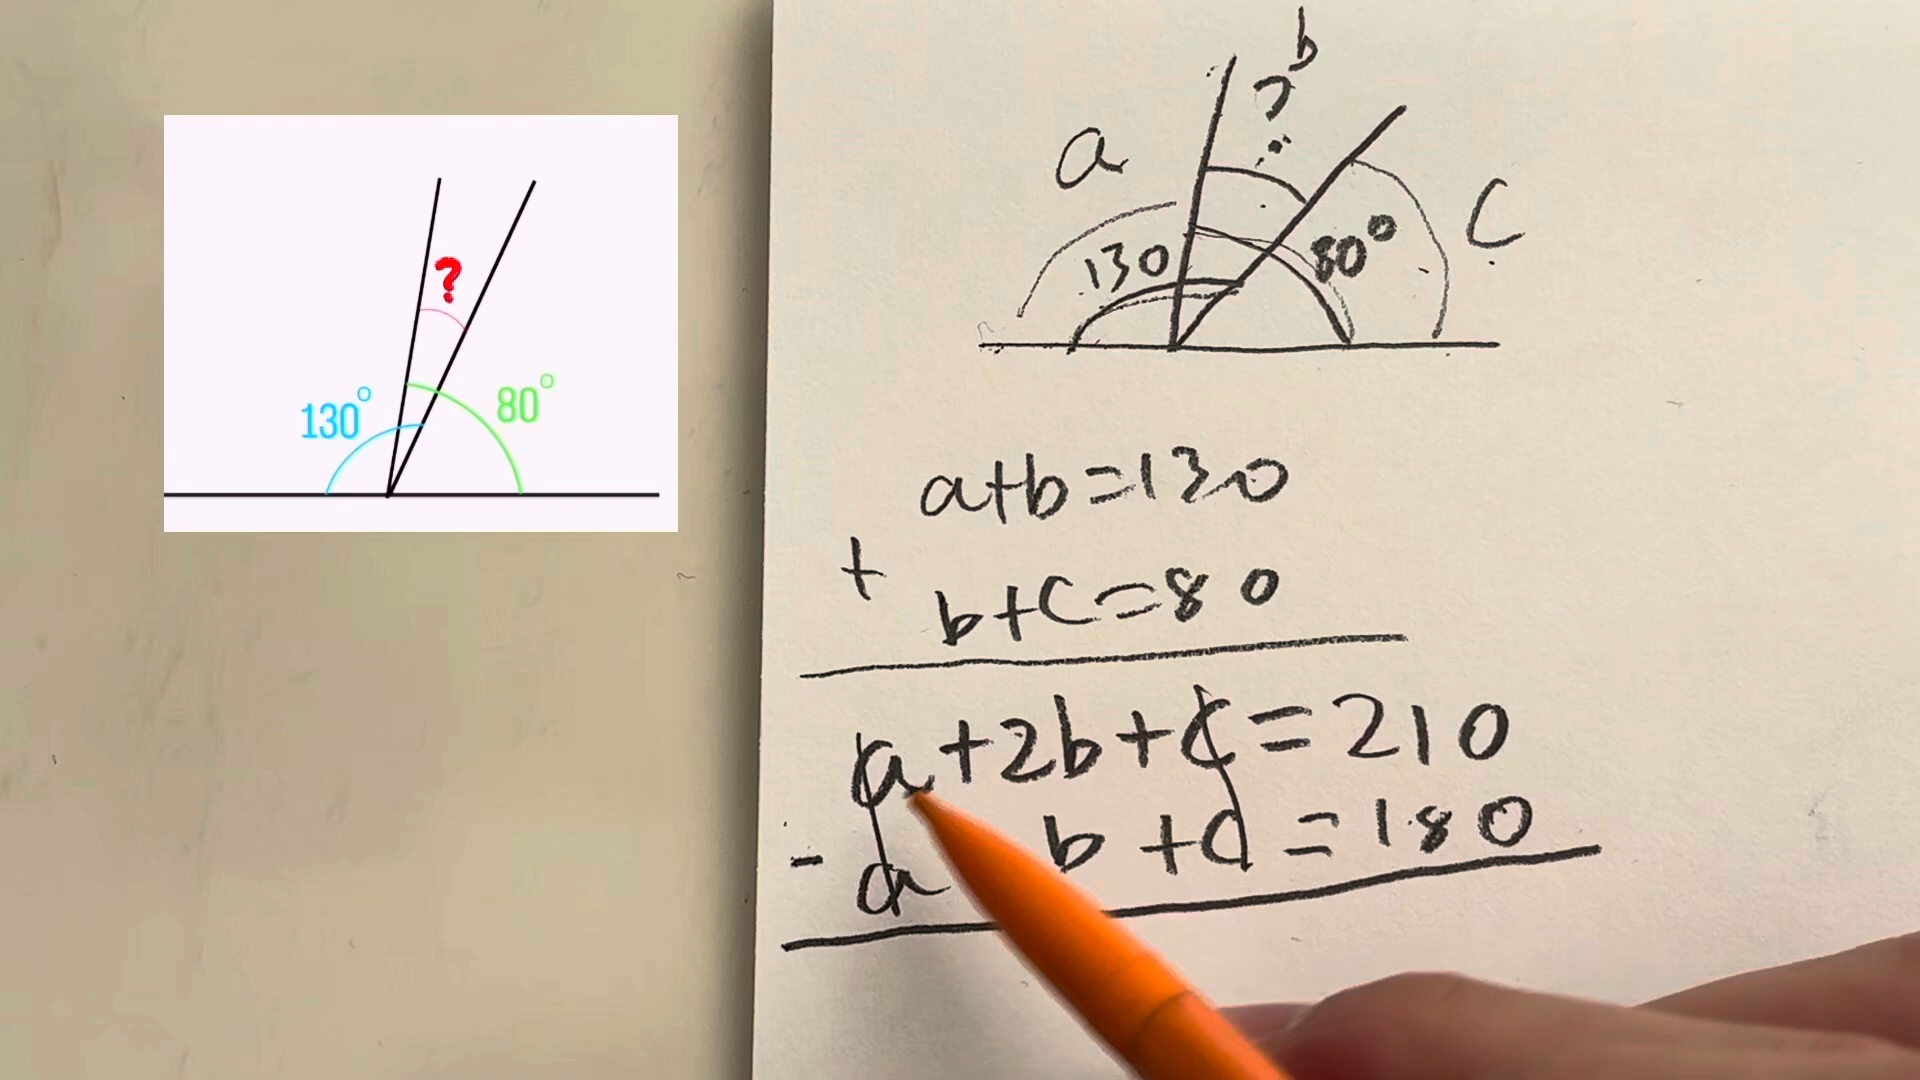 ?
130° 80°
b
?
a
c
130 80°
a+b=130
+ b+c=80
a+2b+c=210
- a b+c=180